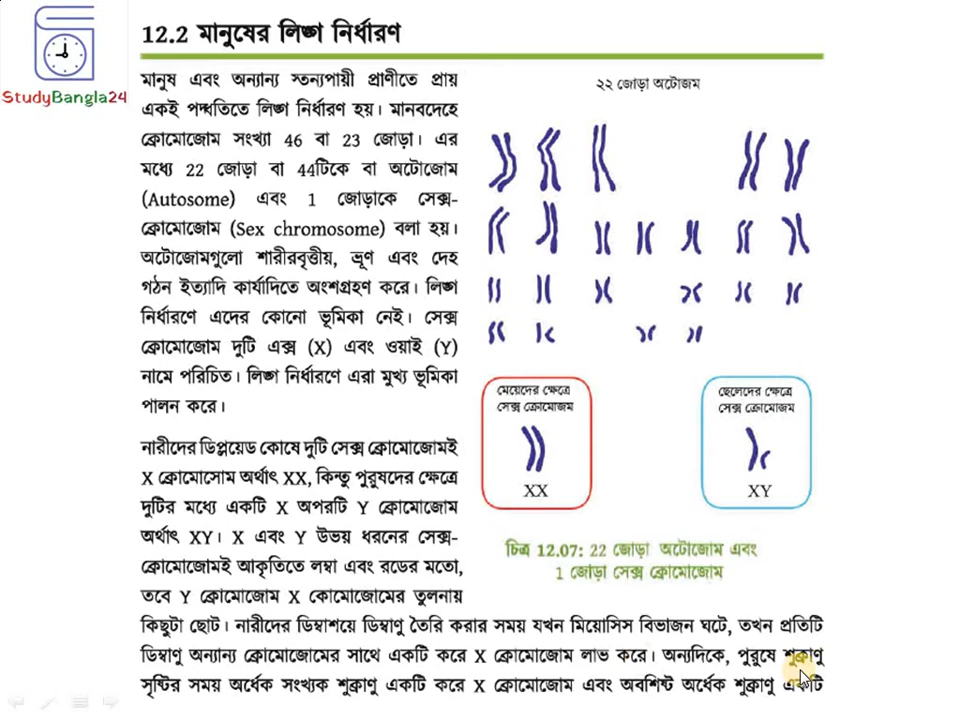 StudyBangla24
12.2 মানুষের লিঙ্গ নির্ধারণ
মানুষ এবং অন্যান্য স্তন্যপায়ী প্রাণীতে প্রায়
একই পদ্ধতিতে লিঙ্গ নির্ধারণ হয়। মানবদেহে
ক্রোমোজোম সংখ্যা 46 বা 23 জোড়া। এর
মধ্যে 22 জোড়া বা 44টিকে বা অটোজোম
(Autosome) এবং 1 জোড়াকে সেক্স-
ক্রোমোজোম (Sex chromosome) বলা হয়।
অটোজোমগুলো শারীরবৃত্তীয়, ভ্রূণ এবং দেহ
গঠন ইত্যাদি কার্যাদিতে অংশগ্রহণ করে। লিঙ্গ
নির্ধারণে এদের কোনো ভূমিকা নেই। সেক্স
ক্রোমোজোম দুটি এক্স (X) এবং ওয়াই (Y)
নামে পরিচিত। লিঙ্গ নির্ধারণে এরা মুখ্য ভূমিকা
পালন করে।
নারীদের ডিপ্লয়েড কোষে দুটি সেক্স ক্রোমোজোমই
X ক্রোমোসোম অর্থাৎ XX, কিন্তু পুরুষদের ক্ষেত্রে
দুটির মধ্যে একটি X অপরটি Y ক্রোমোজোম
অর্থাৎ XY। X এবং Y উভয় ধরনের সেক্স-
ক্রোমোজোমই আকৃতিতে লম্বা এবং রডের মতো,
তবে Y ক্রোমোজোম X কোমোজোমের তুলনায়
কিছুটা ছোট। নারীদের ডিম্বাশয়ে ডিম্বাণু তৈরি করার সময় যখন মিয়োসিস বিভাজন ঘটে, তখন প্রতিটি
ডিম্বাণু অন্যান্য ক্রোমোজোমের সাথে একটি করে X ক্রোমোজোম লাভ করে। অন্যদিকে, পুরুষে শুক্রাণু
সৃষ্টির সময় অর্ধেক সংখ্যক শুক্রাণু একটি করে X ক্রোমোজোম এবং অবশিষ্ট অর্ধেক শুক্রাণু একটি
২২ জোড়া অটোজম
মেয়েদের ক্ষেত্রে
সেক্স ক্রোমোজম
XX
ছেলেদের ক্ষেত্রে
সেক্স ক্রোমোজম
XY
চিত্র 12.07: 22 জোড়া অটোজোম এবং
1 জোড়া সেক্স ক্রোমোজোম